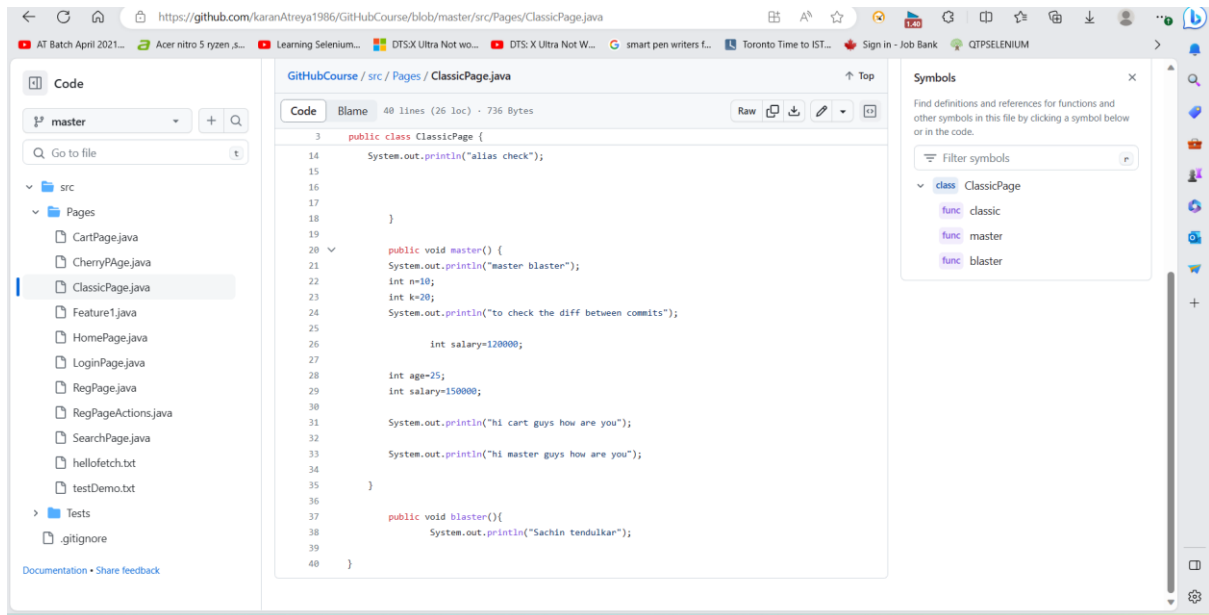 https://github.com/karanAtreya1986/GitHubCourse/blob/master/src/Pages/ClassicPage.java
1.40
AT Batch April 2021...
Acer nitro 5 ryzen ,s...
Learning Selenium...
DTS:X Ultra Not wo...
DTS: X Ultra Not W...
smart pen writers f...
Toronto Time to IST...
Sign in - Job Bank
QTPSELENIUM
Code
master
Go to file
t
src
Pages
CartPage.java
CherryPAge.java
ClassicPage.java
Feature1.java
HomePage.java
LoginPage.java
RegPage.java
RegPageActions.java
SearchPage.java
hellofetch.txt
testDemo.txt
Tests
.gitignore
Documentation • Share feedback
GitHubCourse / src / Pages / ClassicPage.java
Top
Code Blame 40 lines (26 loc) · 736 Bytes
Raw
3 public class ClassicPage {
14 System.out.println("alias check");
15
16
17
18 }
19
20 public void master() {
21 System.out.println("master blaster");
22 int n=10;
23 int k=20;
24 System.out.println("to check the diff between commits");
25
26 int salary=120000;
27
28 int age=25;
29 int salary=150000;
30
31 System.out.println("hi cart guys how are you");
32
33 System.out.println("hi master guys how are you");
34
35 }
36
37 public void blaster(){
38 System.out.println("Sachin tendulkar");
39
40 }
Symbols
Find definitions and references for functions and
other symbols in this file by clicking a symbol below
or in the code.
Filter symbols
r
class ClassicPage
func classic
func master
func blaster